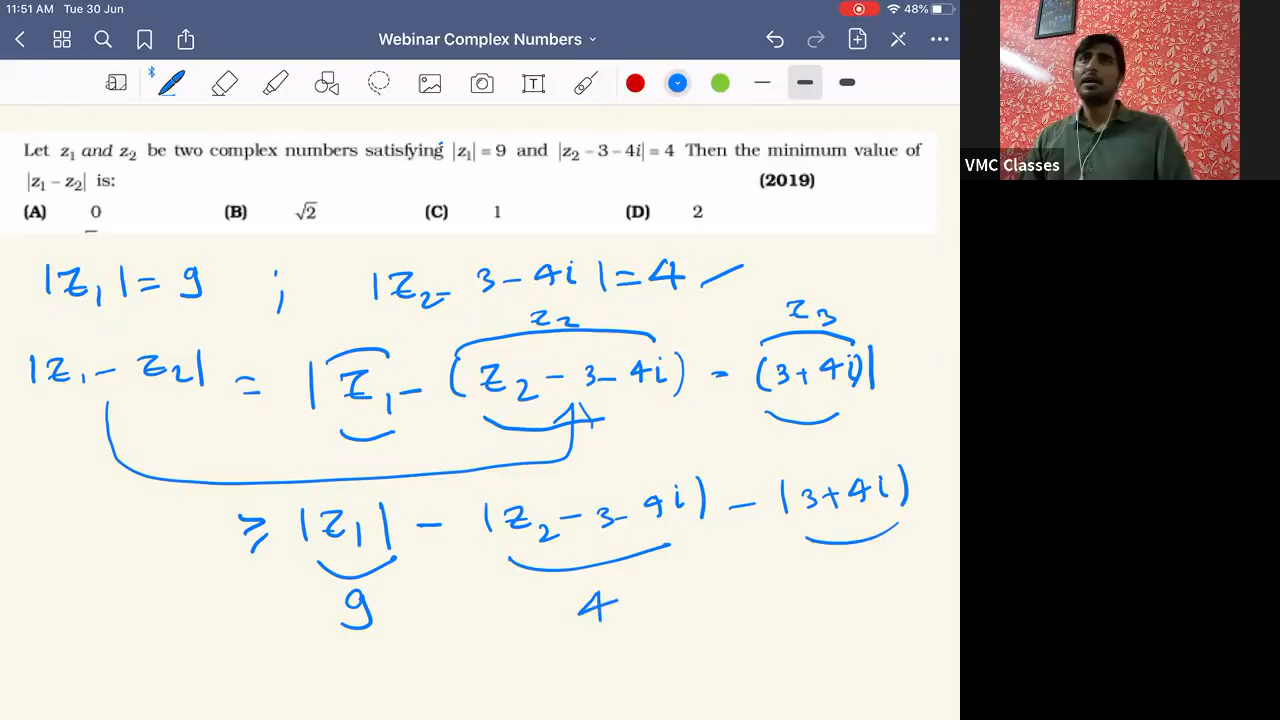 11:51 AM Tue 30 Jun
48%
Webinar Complex Numbers
T
VMC Classes
Let z₁ and z₂ be two complex numbers satisfying |z₁| = 9 and |z₂ - 3 - 4i| = 4 Then the minimum value of
|z₁ - z₂| is: (2019)
(A) 0 (B) √2 (C) 1 (D) 2
|z₁| = 9 ; |z₂ - 3 - 4i| = 4
z₂ z₃
|z₁ - z₂| = |z₁ - (z₂ - 3 - 4i) - (3 + 4i)|
≥ |z₁| - |z₂ - 3 - 4i| - |3 + 4i|
9 4